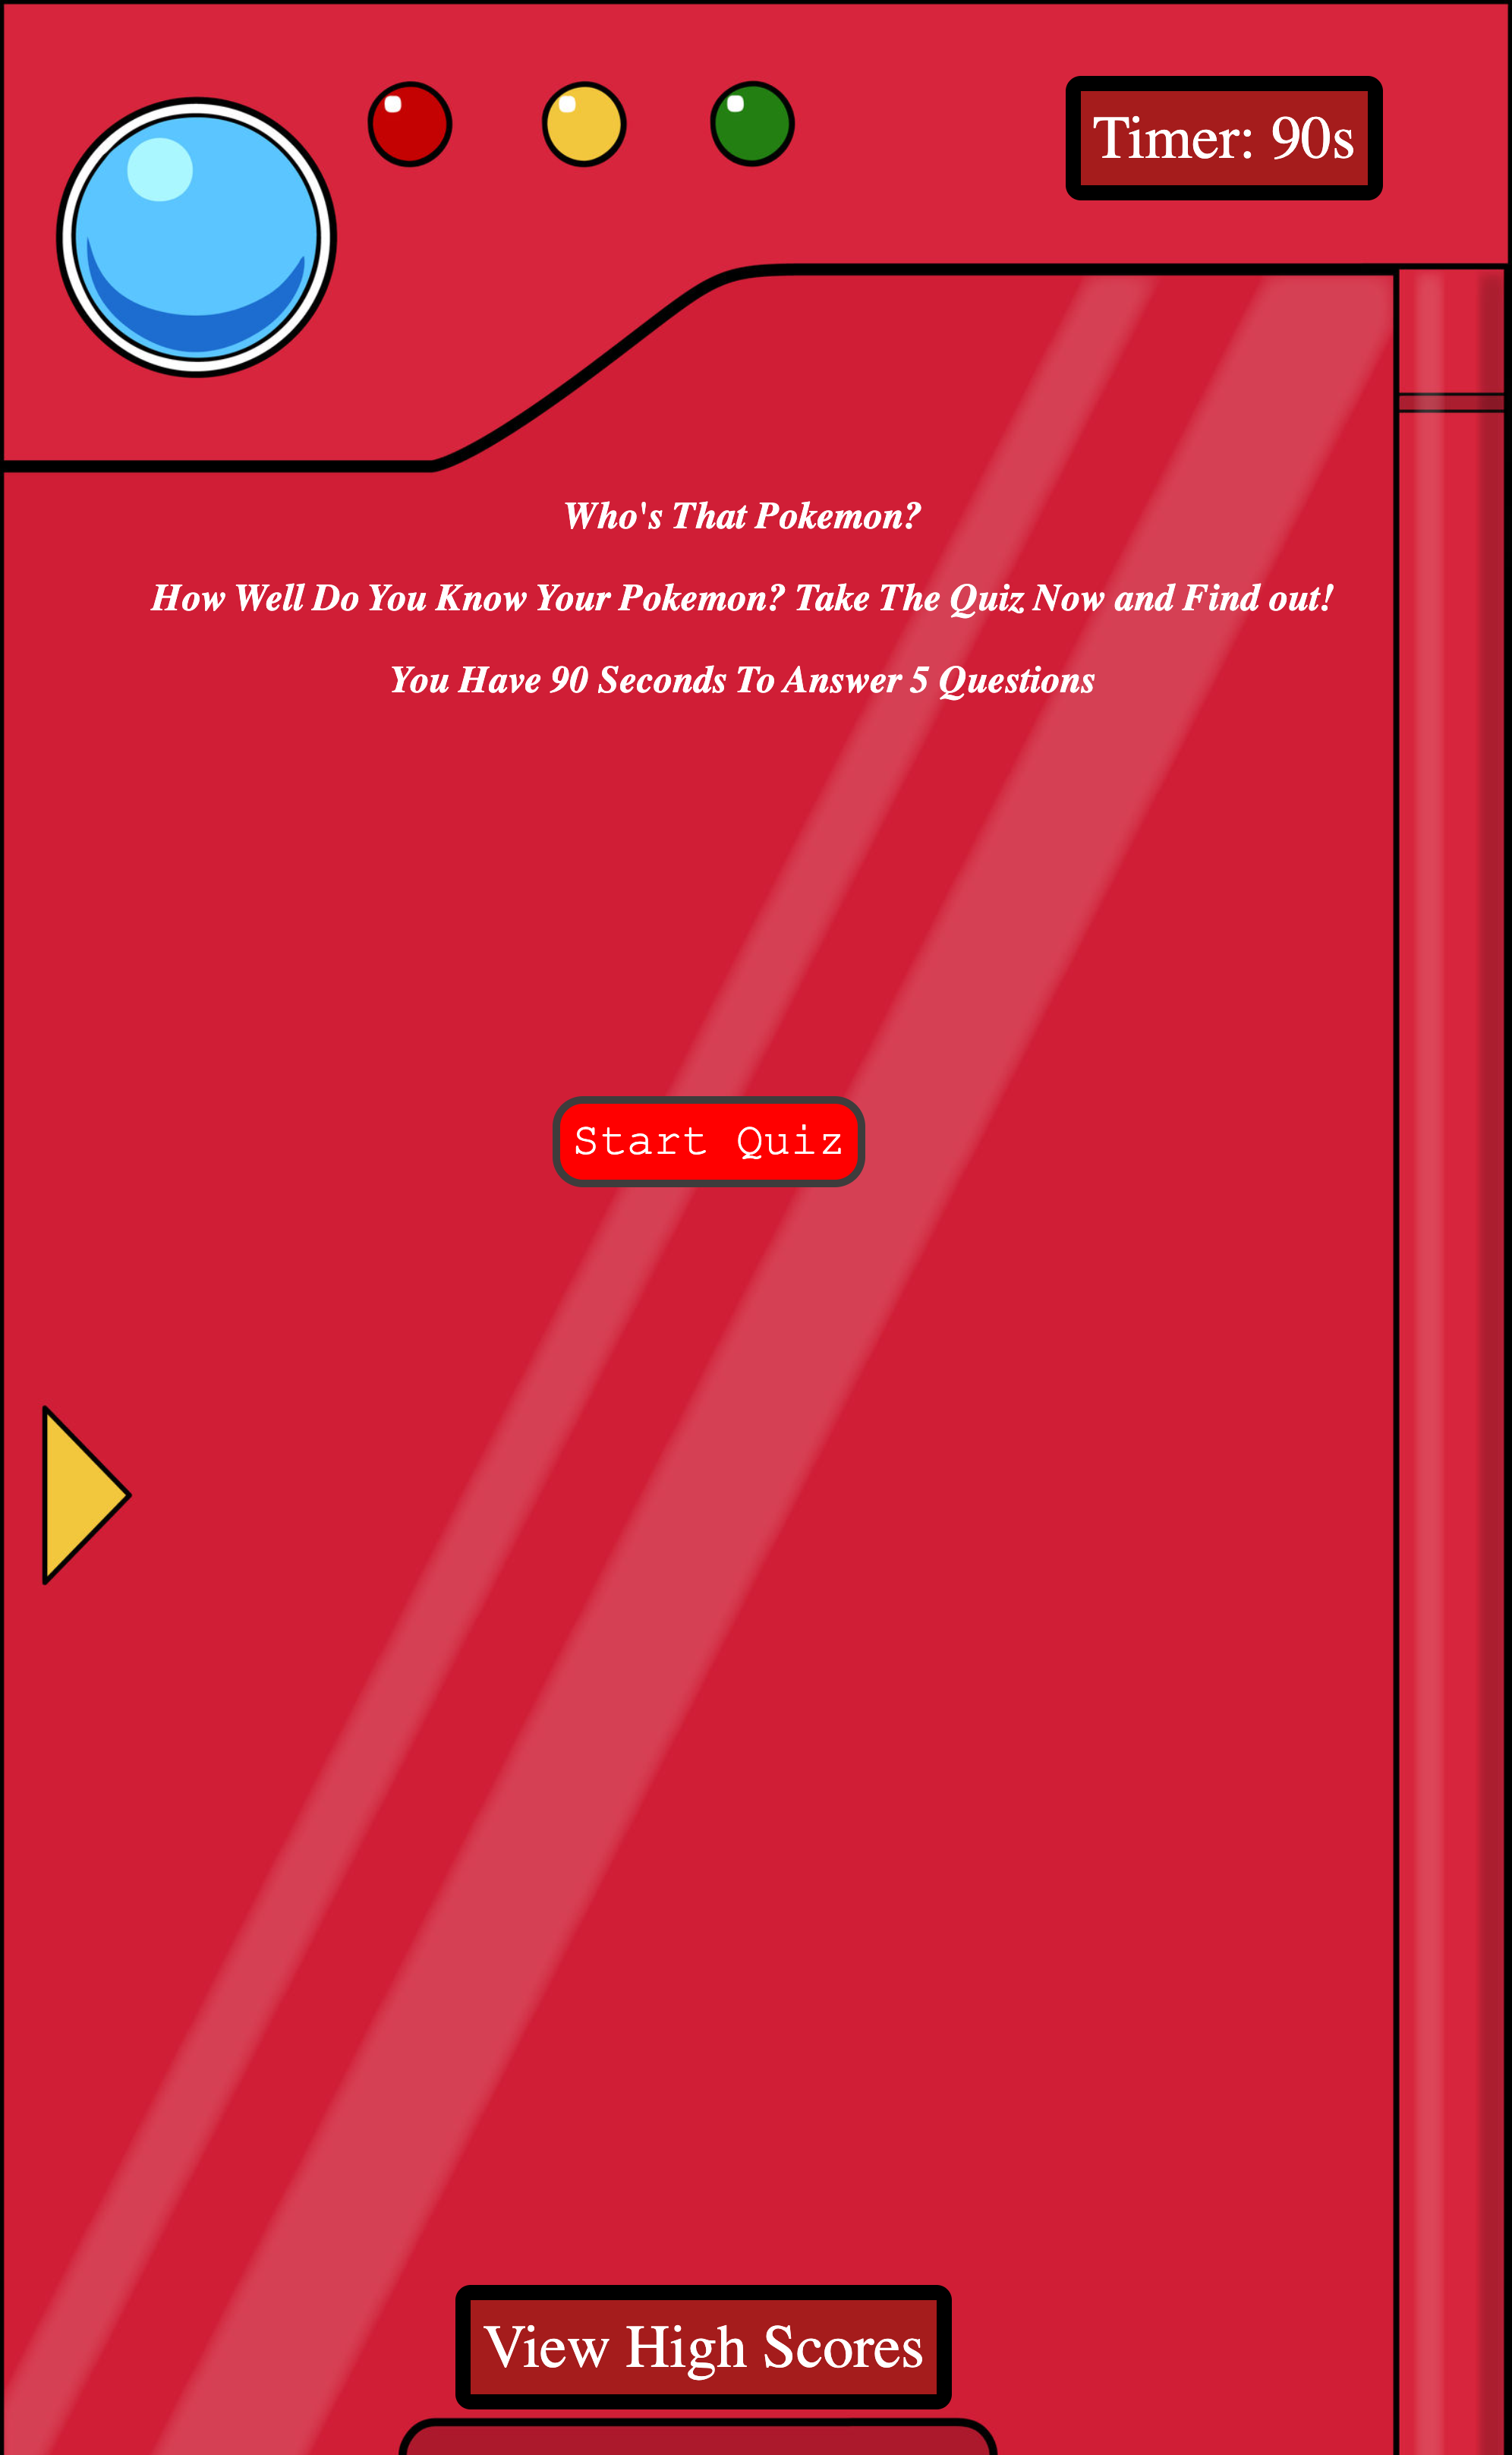 Timer: 90s
Who's That Pokemon?
How Well Do You Know Your Pokemon? Take The Quiz Now and Find out!
You Have 90 Seconds To Answer 5 Questions
Start Quiz
View High Scores